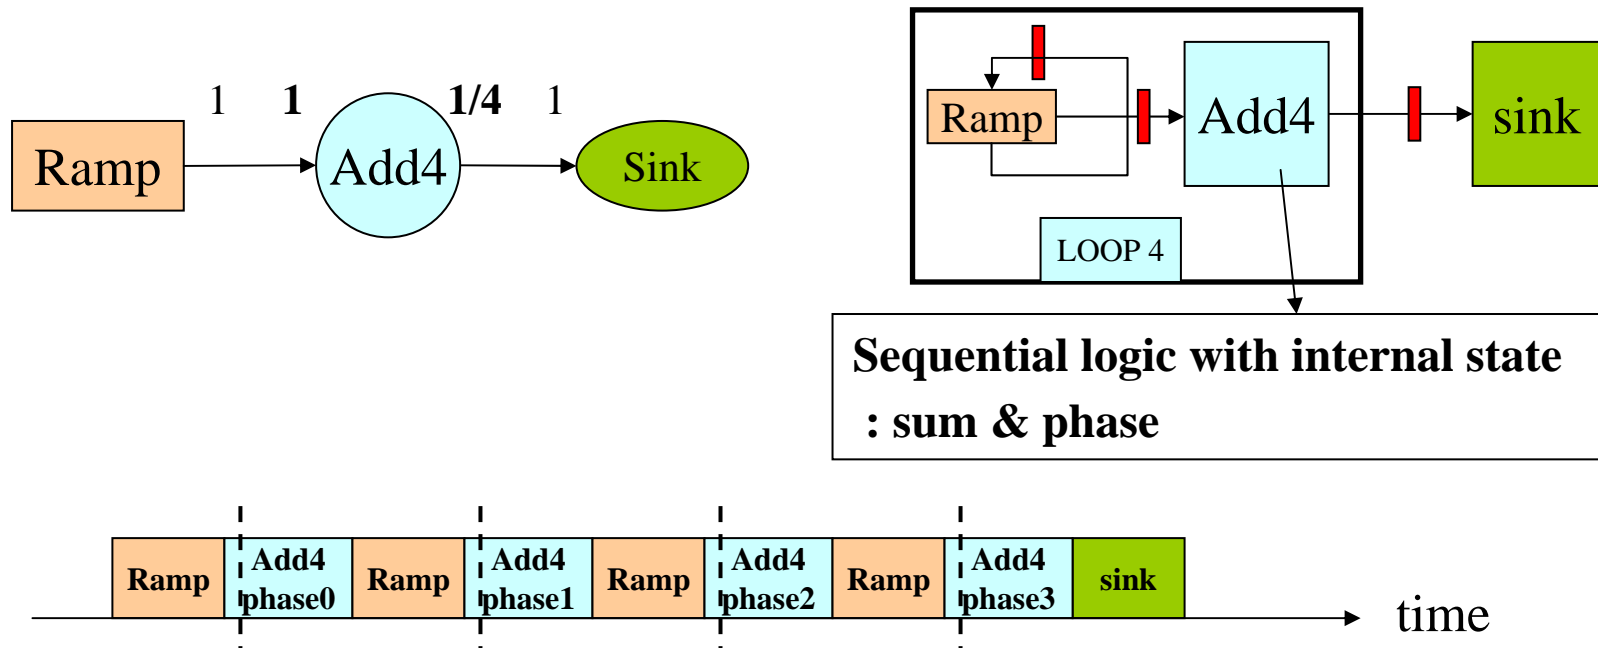 1 1 1/4 1
Ramp Add4 Sink
Ramp Add4 sink
LOOP 4
Sequential logic with internal state
: sum & phase
Ramp
Add4
phase0
Ramp
Add4
phase1
Ramp
Add4
phase2
Ramp
Add4
phase3
sink
time